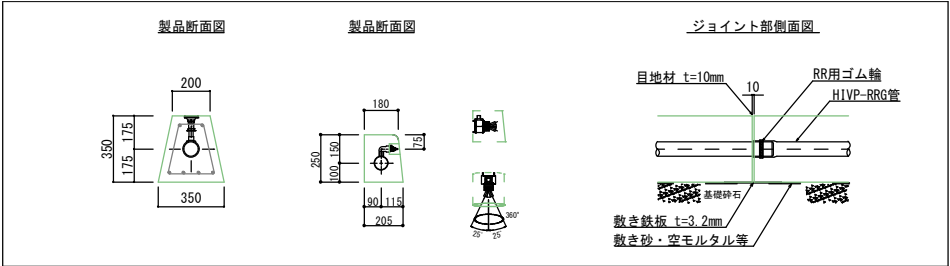 製品断面図
200
350
175
175
350
製品断面図
180
75
250
150
100
90
115
205
360°
25°
25°
ジョイント部側面図
目地材 t=10mm
10
RR用ゴム輪
HIVP-RRG管
基礎砕石
敷き鉄板 t=3.2mm
敷き砂・空モルタル等